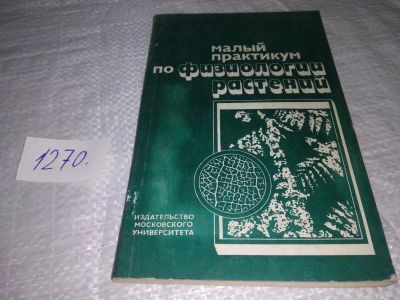 малый
практикум
по физиологии
растений
1270.
ИЗДАТЕЛЬСТВО
МОСКОВСКОГО
УНИВЕРСИТЕТА